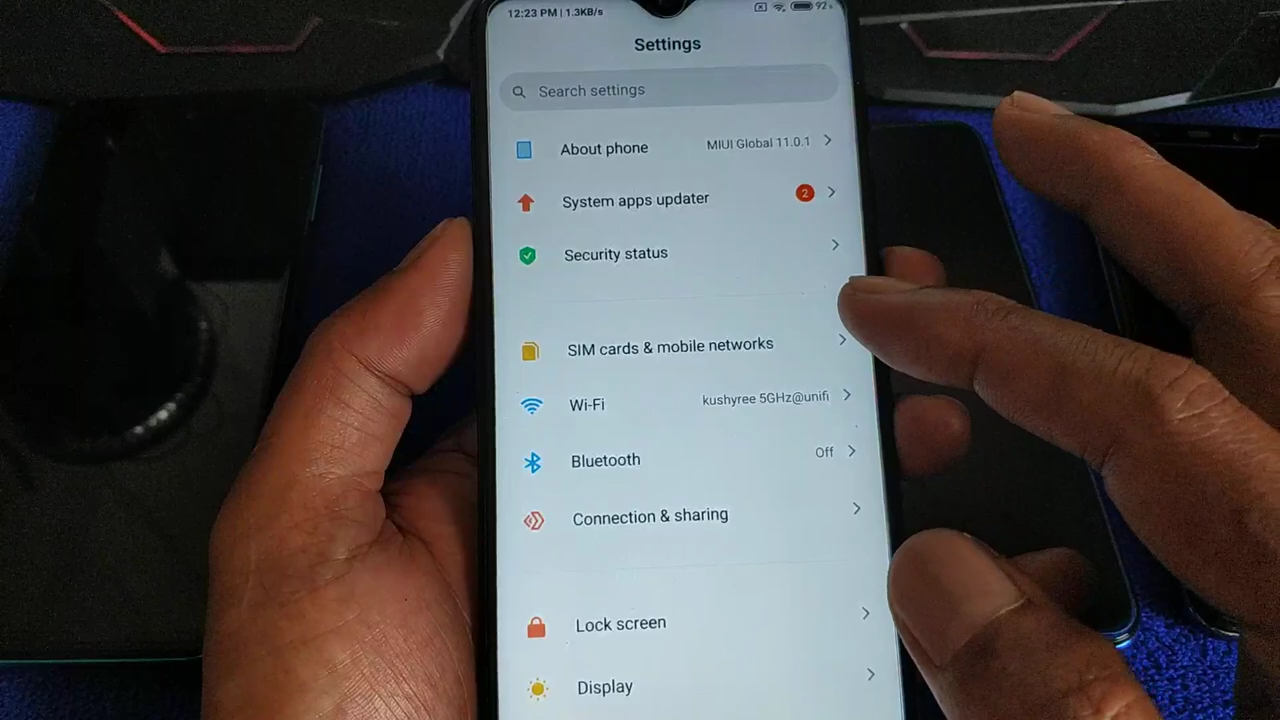 12:23 PM | 1.3KB/s 92
Settings
Search settings
About phone MIUI Global 11.0.1
System apps updater 2
Security status
SIM cards & mobile networks
Wi-Fi kushyree 5GHz@unifi
Bluetooth Off
Connection & sharing
Lock screen
Display